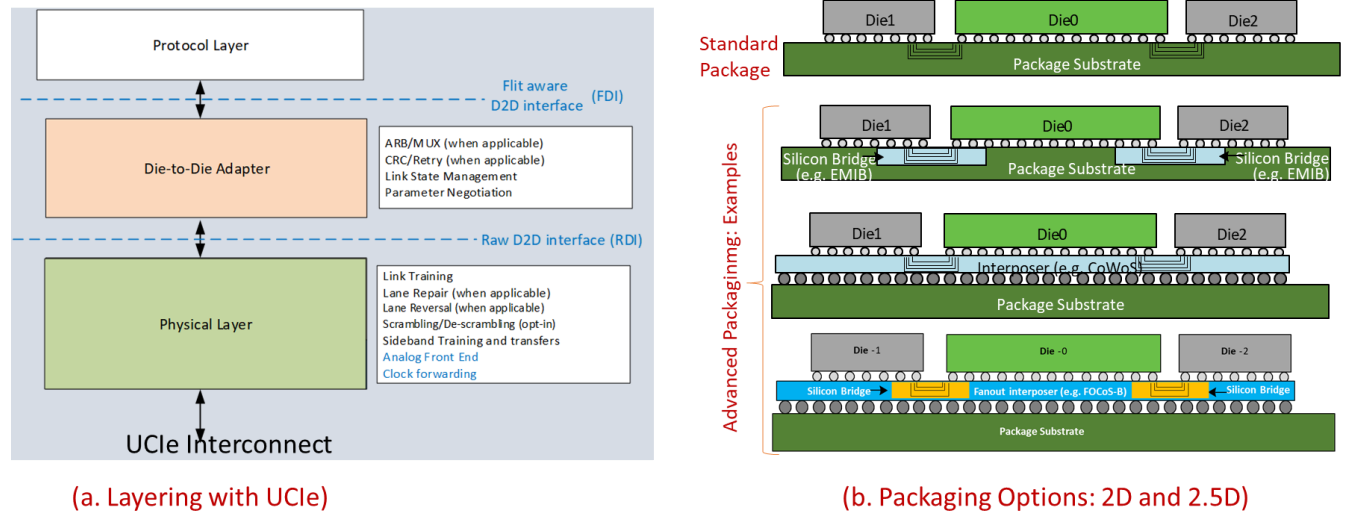 Protocol Layer
Flit aware
D2D interface (FDI)
Die-to-Die Adapter
ARB/MUX (when applicable)
CRC/Retry (when applicable)
Link State Management
Parameter Negotiation
Raw D2D interface (RDI)
Physical Layer
Link Training
Lane Repair (when applicable)
Lane Reversal (when applicable)
Scrambling/De-scrambling (opt-in)
Sideband Training and transfers
Analog Front End
Clock forwarding
UCIe Interconnect
(a. Layering with UCIe)
Standard
Package
Die1
Die0
Die2
Package Substrate
Advanced Packaginmg: Examples
Die1
Die0
Die2
Silicon Bridge
(e.g. EMIB)
Package Substrate
Silicon Bridge
(e.g. EMIB)
Die1
Die0
Die2
Interposer (e.g. CoWoS)
Package Substrate
Die -1
Die -0
Die -2
Silicon Bridge
Fanout interposer (e.g. FOCoS-B)
Silicon Bridge
Package Substrate
(b. Packaging Options: 2D and 2.5D)